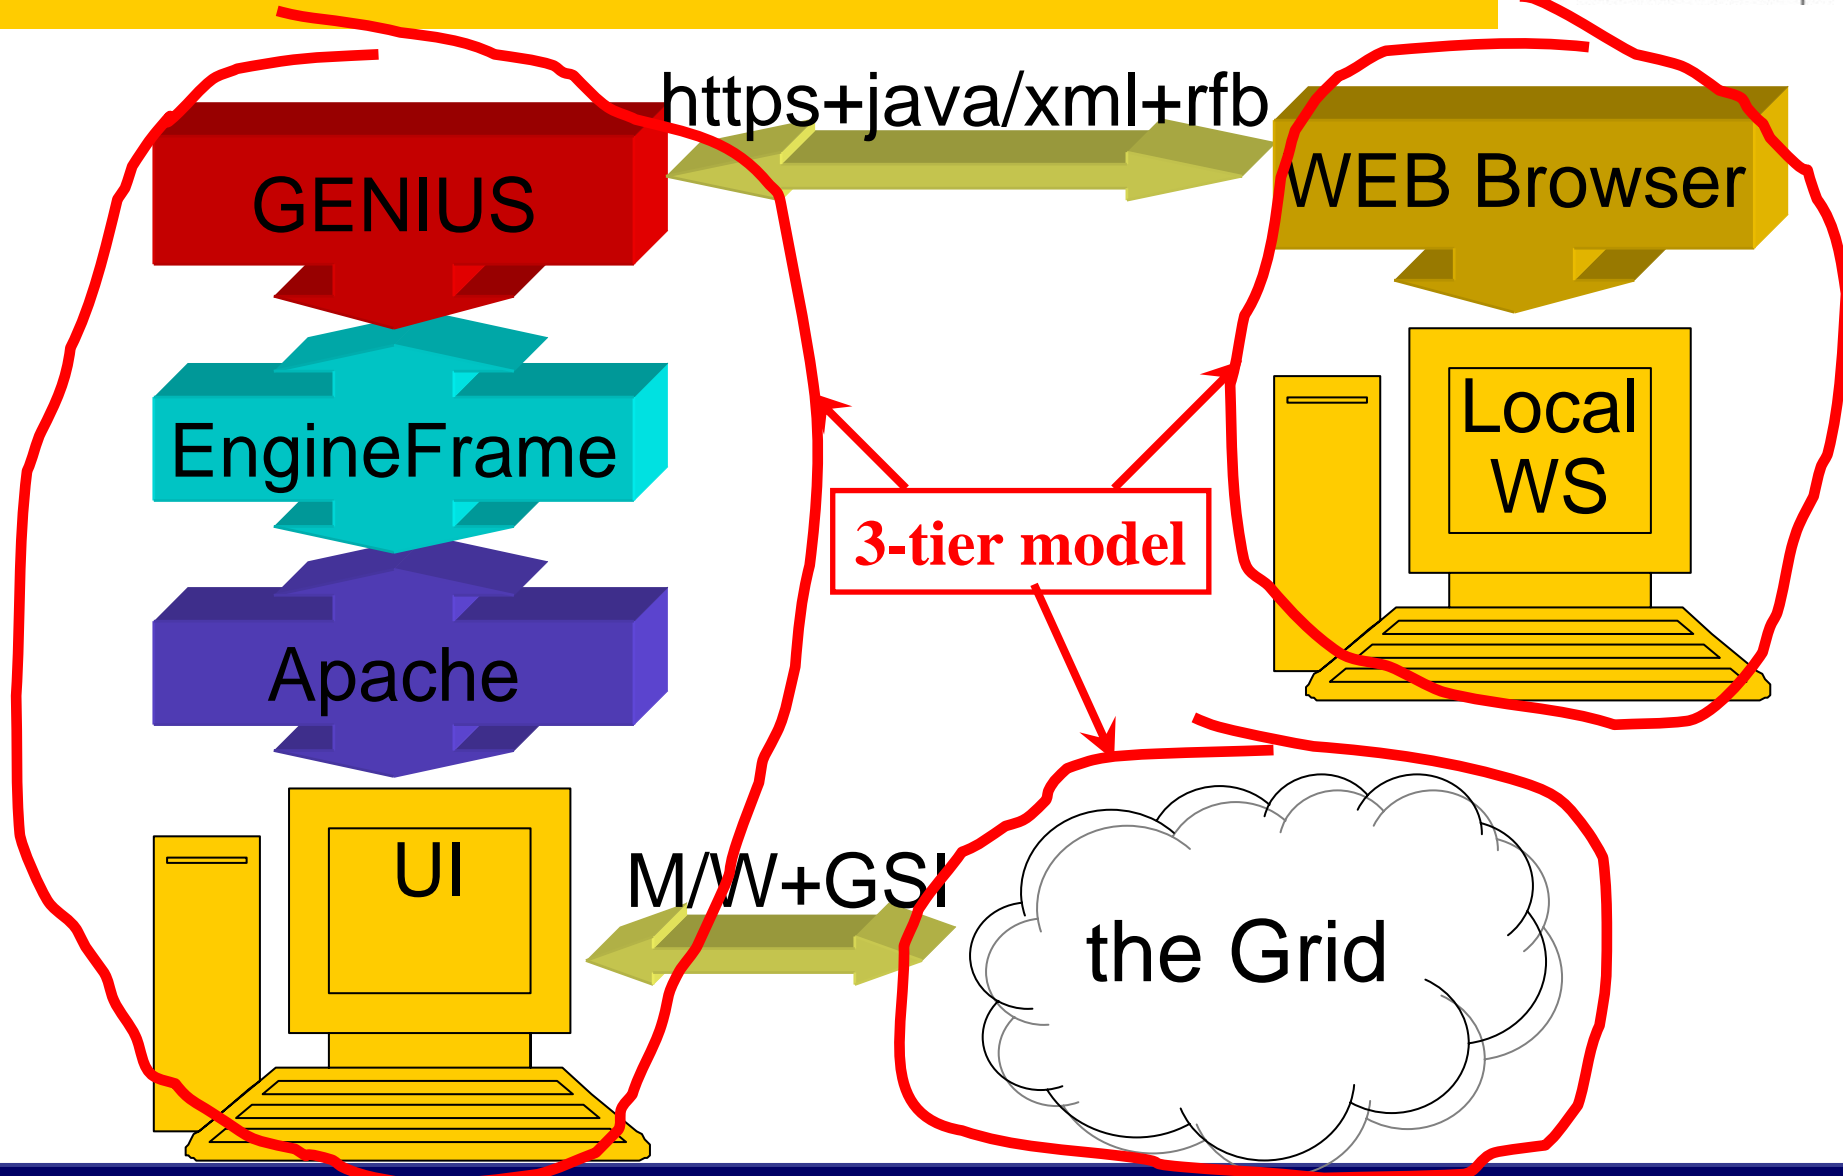 https+java/xml+rfb
GENIUS
WEB Browser
EngineFrame
Local
WS
3-tier model
Apache
UI
M/W+GSI
the Grid